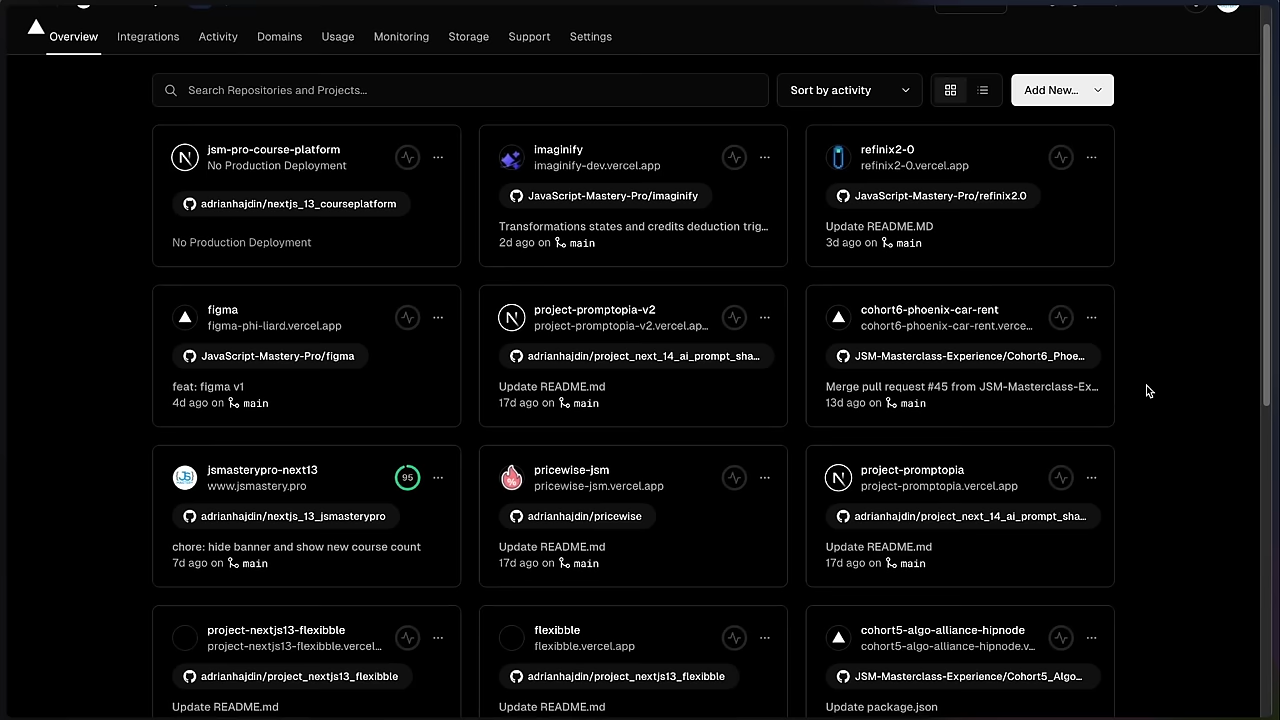 Overview
Integrations
Activity
Domains
Usage
Monitoring
Storage
Support
Settings
Search Repositories and Projects...
Sort by activity
Add New...
jsm-pro-course-platform
No Production Deployment
adrianhajdin/nextjs_13_courseplatform
No Production Deployment
imaginify
imaginify-dev.vercel.app
JavaScript-Mastery-Pro/imaginify
Transformations states and credits deduction trig...
2d ago on main
refinix2-0
refinix2-0.vercel.app
JavaScript-Mastery-Pro/refinix2.0
Update README.MD
3d ago on main
figma
figma-phi-liard.vercel.app
JavaScript-Mastery-Pro/figma
feat: figma v1
4d ago on main
project-promptopia-v2
project-promptopia-v2.vercel.ap...
adrianhajdin/project_next_14_ai_prompt_sha...
Update README.md
17d ago on main
cohort6-phoenix-car-rent
cohort6-phoenix-car-rent.verce...
JSM-Masterclass-Experience/Cohort6_Phoe...
Merge pull request #45 from JSM-Masterclass-Ex...
13d ago on main
jsmasterypro-next13
www.jsmastery.pro
95
adrianhajdin/nextjs_13_jsmasterypro
chore: hide banner and show new course count
7d ago on main
pricewise-jsm
pricewise-jsm.vercel.app
adrianhajdin/pricewise
Update README.md
17d ago on main
project-promptopia
project-promptopia.vercel.app
adrianhajdin/project_next_14_ai_prompt_sha...
Update README.md
17d ago on main
project-nextjs13-flexibble
project-nextjs13-flexibble.vercel...
adrianhajdin/project_nextjs13_flexibble
Update README.md
flexibble
flexibble.vercel.app
adrianhajdin/project_nextjs13_flexibble
Update README.md
cohort5-algo-alliance-hipnode
cohort5-algo-alliance-hipnode.v...
JSM-Masterclass-Experience/Cohort5_Algo...
Update package.json